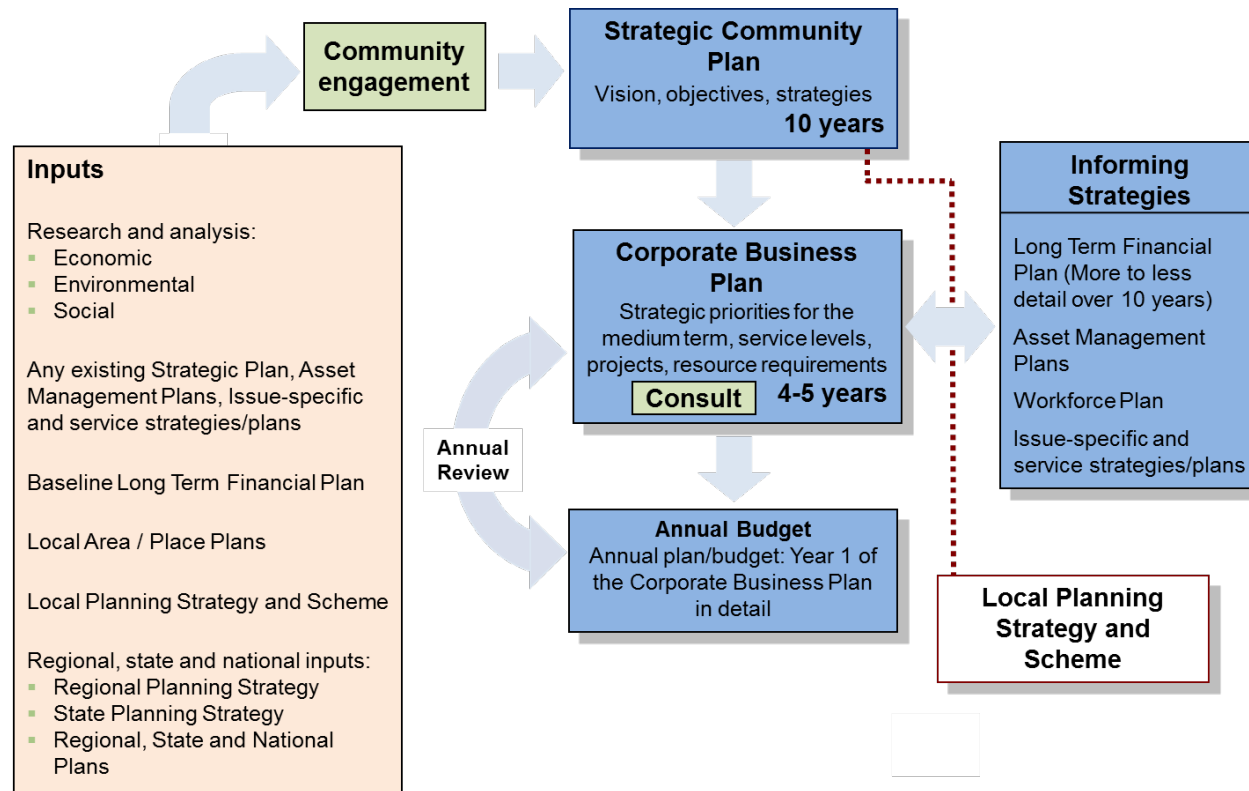 Community
engagement
Strategic Community
Plan
Vision, objectives, strategies
10 years
Inputs
Research and analysis:
Economic
Environmental
Social
Any existing Strategic Plan, Asset
Management Plans, Issue-specific
and service strategies/plans
Baseline Long Term Financial Plan
Local Area / Place Plans
Local Planning Strategy and Scheme
Regional, state and national inputs:
Regional Planning Strategy
State Planning Strategy
Regional, State and National
Plans
Corporate Business
Plan
Strategic priorities for the
medium term, service levels,
projects, resource requirements
Consult 4-5 years
Annual
Review
Annual Budget
Annual plan/budget: Year 1 of
the Corporate Business Plan
in detail
Informing
Strategies
Long Term Financial
Plan (More to less
detail over 10 years)
Asset Management
Plans
Workforce Plan
Issue-specific and
service strategies/plans
Local Planning
Strategy and
Scheme